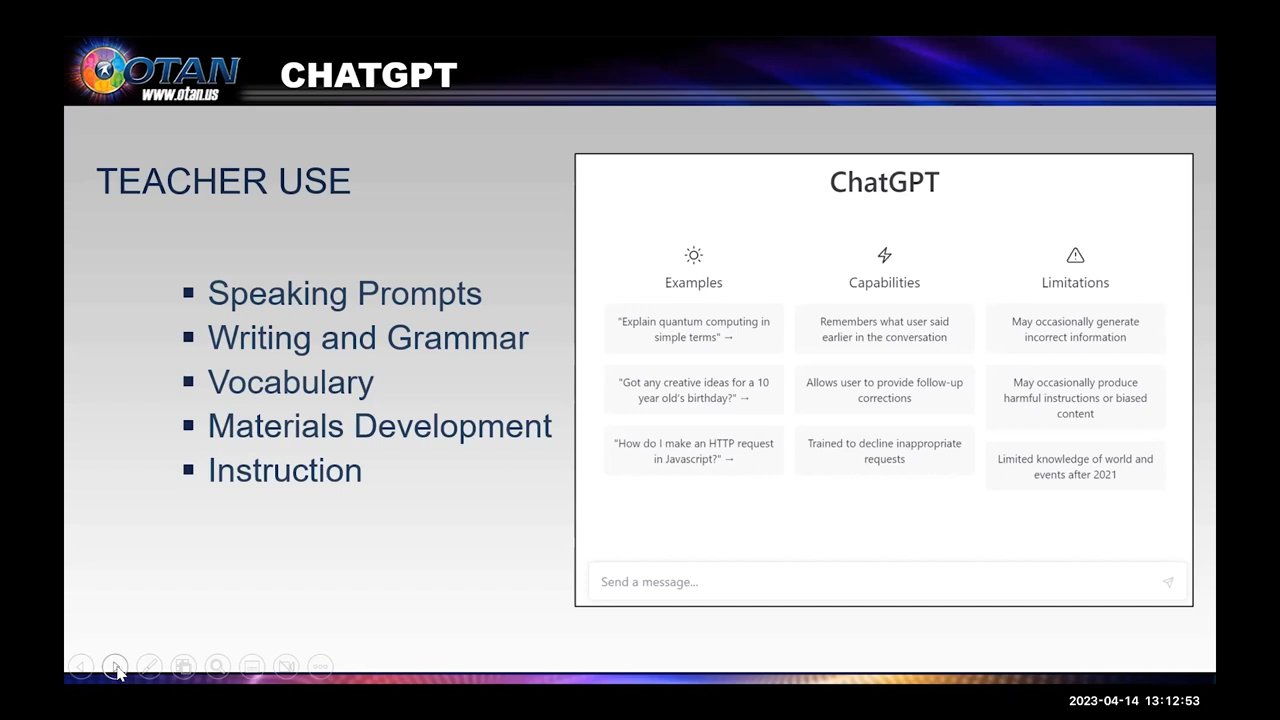 OTAN
www.otan.us
CHATGPT
TEACHER USE
▪ Speaking Prompts
▪ Writing and Grammar
▪ Vocabulary
▪ Materials Development
▪ Instruction
ChatGPT
Examples
"Explain quantum computing in
simple terms" →
"Got any creative ideas for a 10
year old's birthday?" →
"How do I make an HTTP request
in Javascript?" →
Capabilities
Remembers what user said
earlier in the conversation
Allows user to provide follow-up
corrections
Trained to decline inappropriate
requests
Limitations
May occasionally generate
incorrect information
May occasionally produce
harmful instructions or biased
content
Limited knowledge of world and
events after 2021
Send a message...
2023-04-14 13:12:53